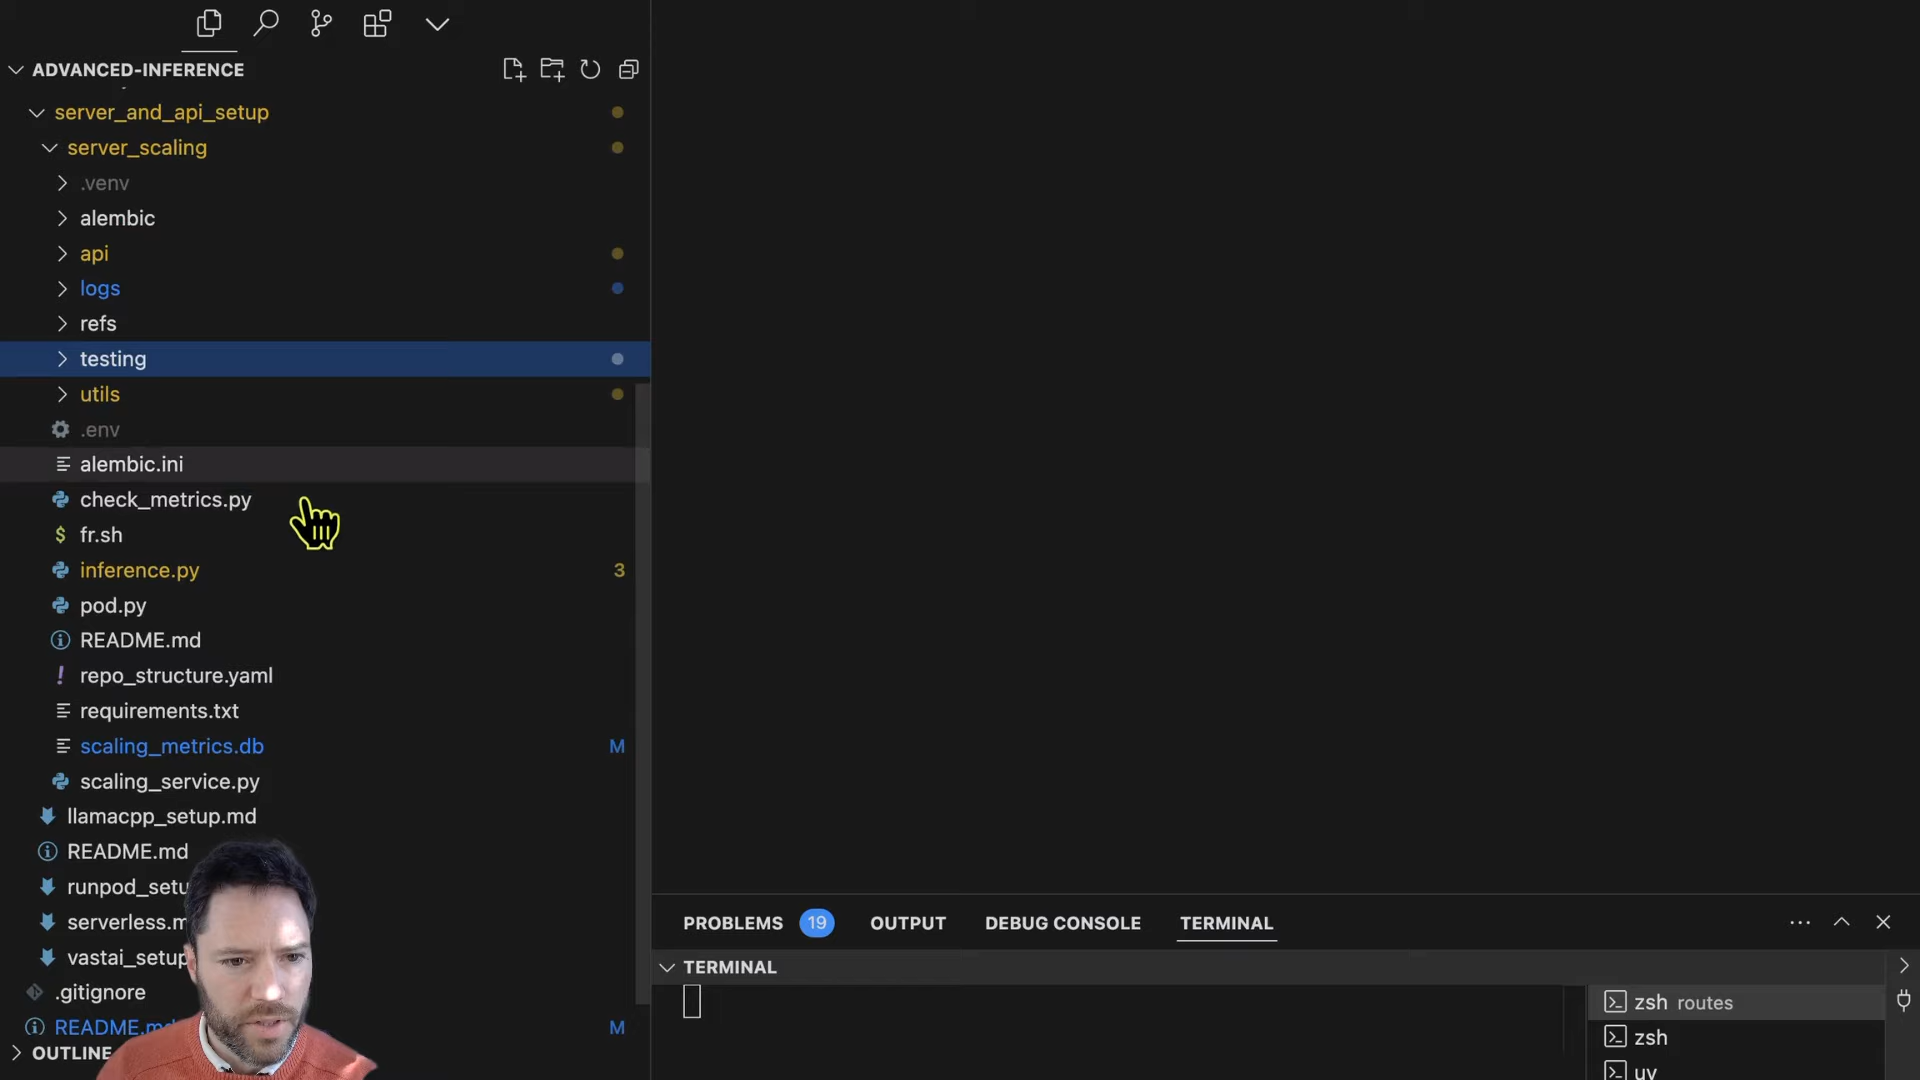 ADVANCED-INFERENCE
server_and_api_setup
server_scaling
.venv
alembic
api
logs
refs
testing
utils
.env
alembic.ini
check_metrics.py
$ fr.sh
inference.py 3
pod.py
README.md
! repo_structure.yaml
requirements.txt
scaling_metrics.db M
scaling_service.py
llamacpp_setup.md
README.md
runpod_setu
serverless.m
vastai_setup
.gitignore
README.md M
OUTLINE
PROBLEMS 19 OUTPUT DEBUG CONSOLE TERMINAL
TERMINAL
zsh routes
zsh
uv